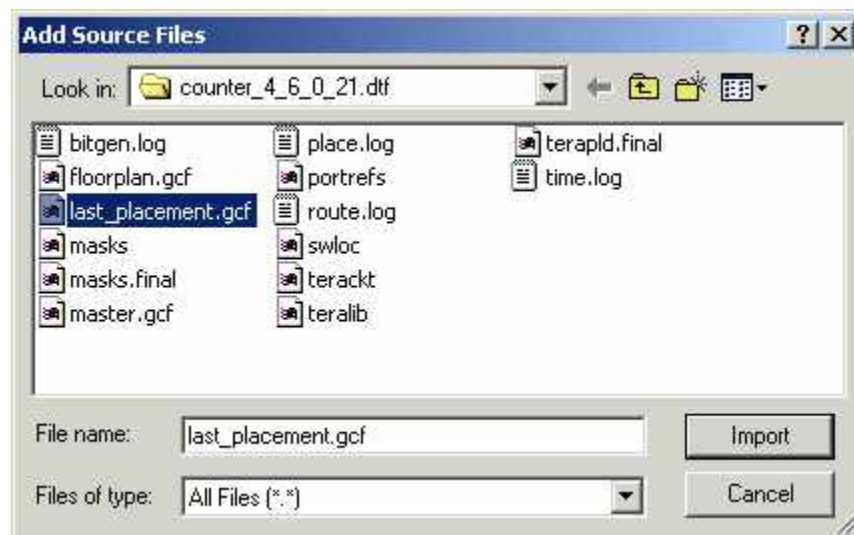 Add Source Files
Look in: counter_4_6_0_21.dtf
bitgen.log place.log terapld.final
floorplan.gcf portrefs time.log
last_placement.gcf route.log
masks swloc
masks.final terackt
master.gcf teralib
File name: last_placement.gcf Import
Files of type: All Files (*.*) Cancel